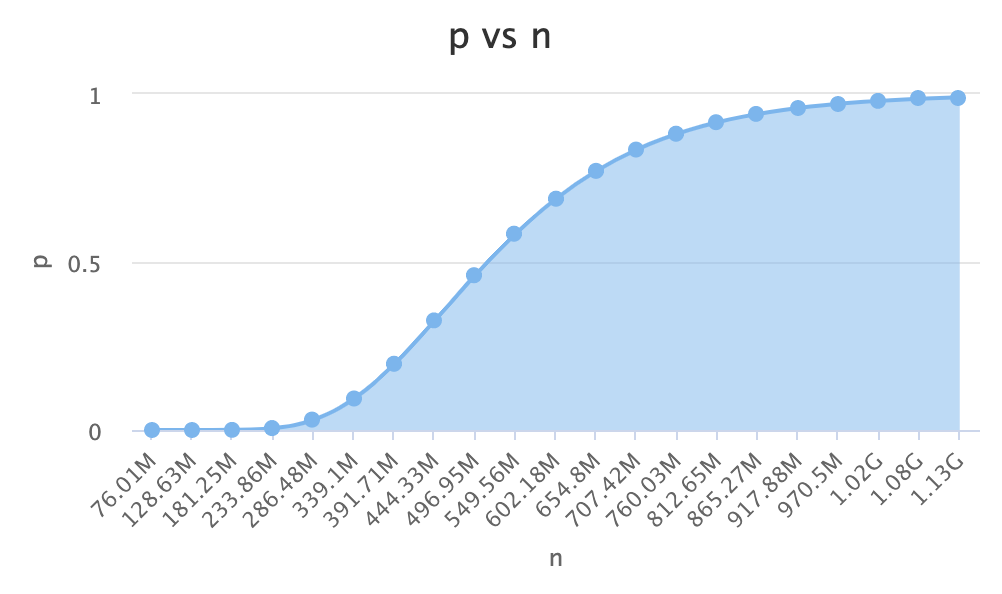 p vs n
1
0.5
0
p
76.01M
128.63M
181.25M
233.86M
286.48M
339.1M
391.71M
444.33M
496.95M
549.56M
602.18M
654.8M
707.42M
760.03M
812.65M
865.27M
917.88M
970.5M
1.02G
1.08G
1.13G
n